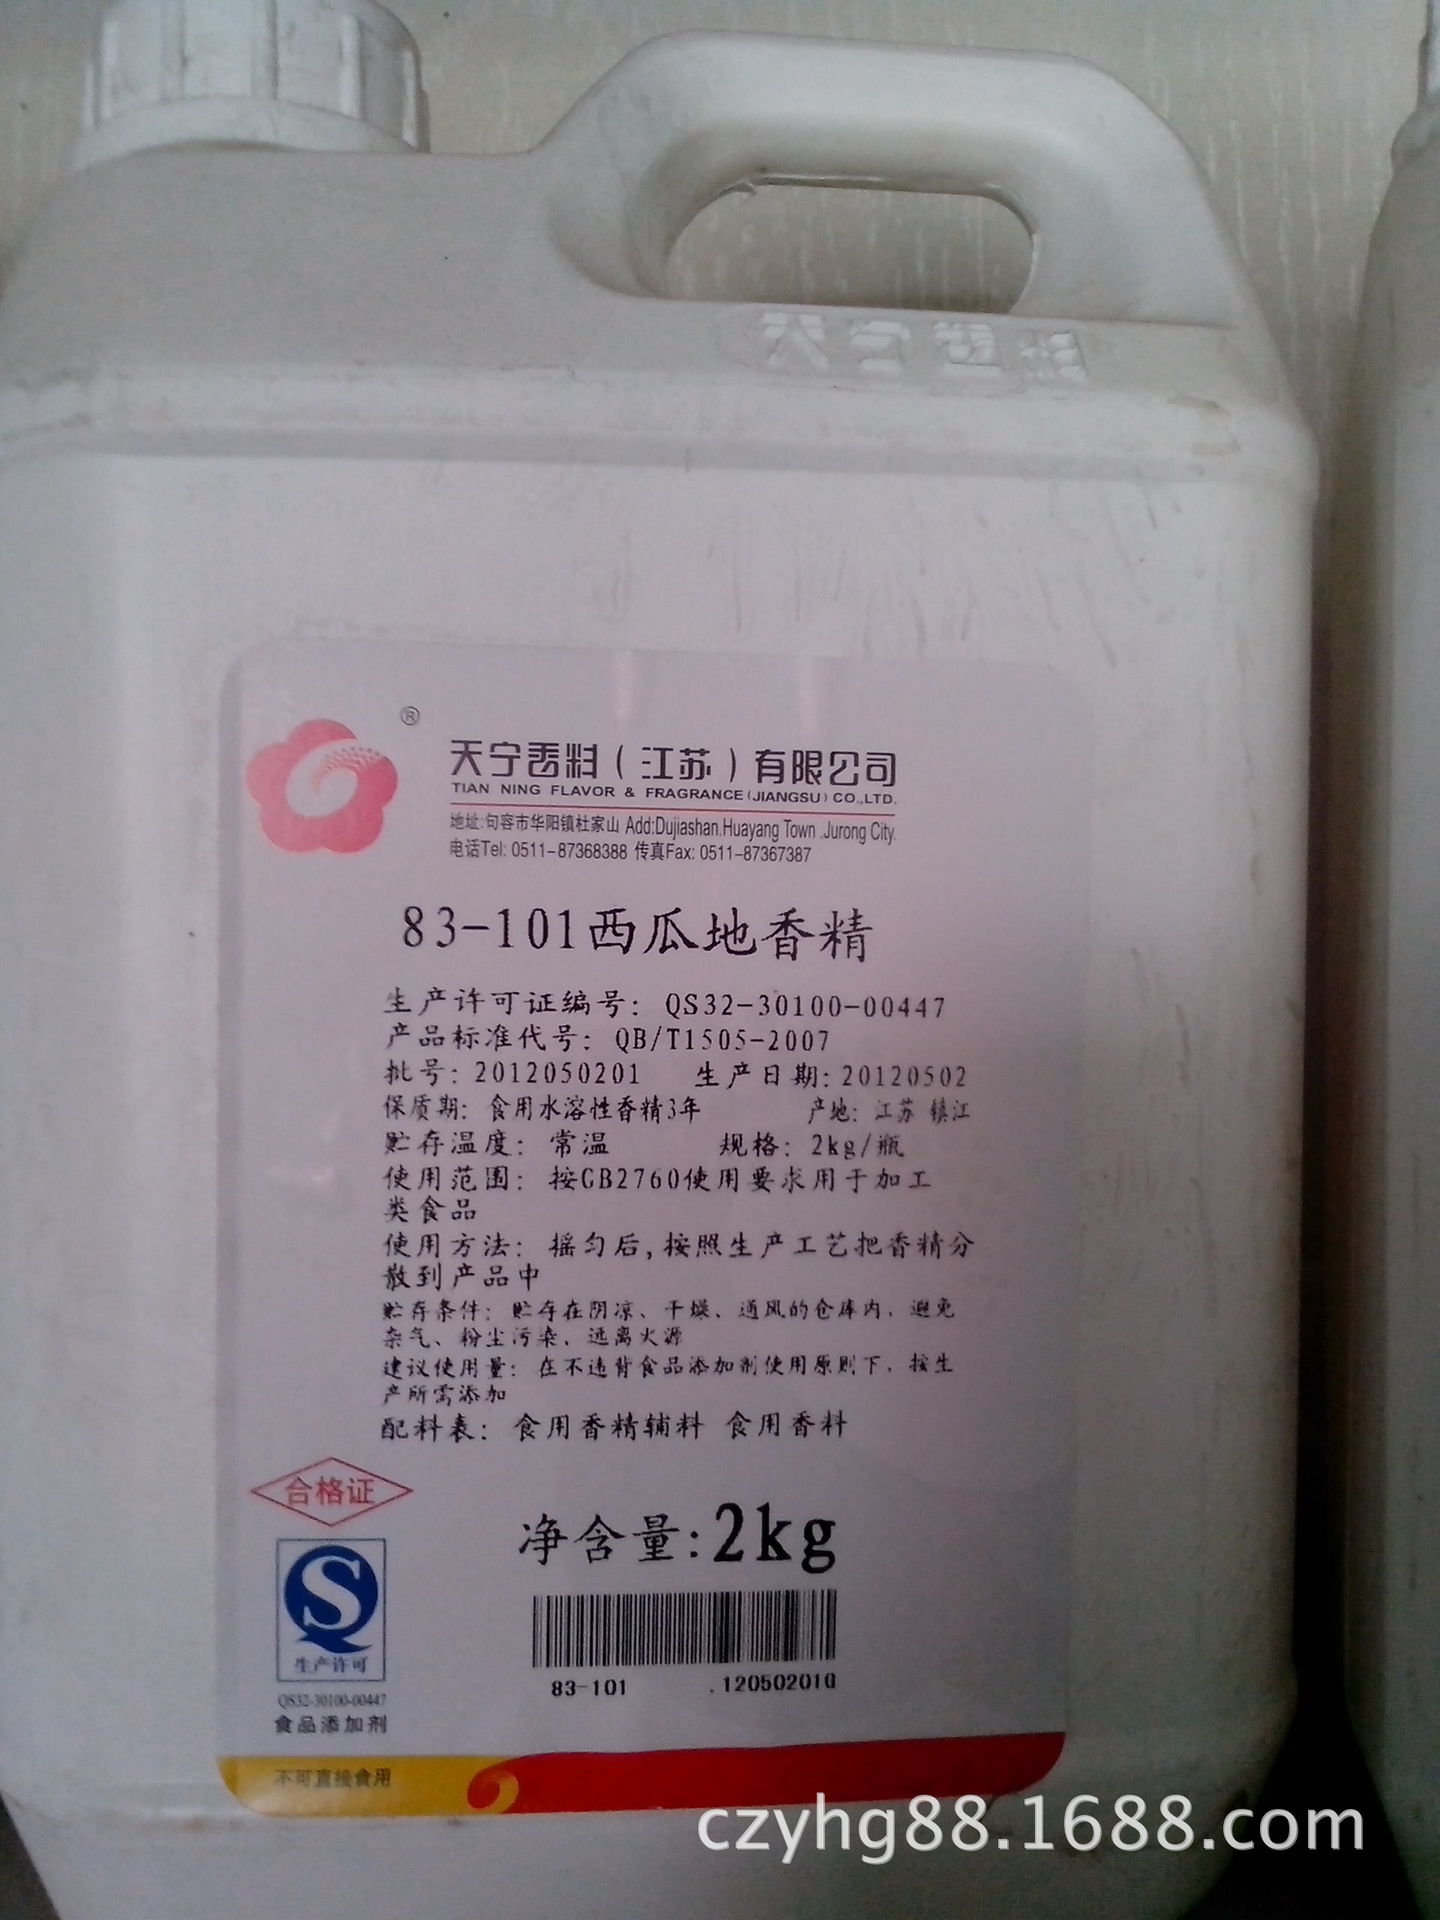 天宁香料
®
天宁香料（江苏）有限公司
TIAN NING FLAVOR & FRAGRANCE (JIANGSU) CO.,LTD.
地址:句容市华阳镇杜家山 Add:Dujiashan.Huayang Town .Jurong City.
电话Tel: 0511-87368388 传真Fax: 0511-87367387
83-101西瓜地香精
生产许可证编号: QS32-30100-00447
产品标准代号: QB/T1505-2007
批号: 2012050201 生产日期: 20120502
保质期: 食用水溶性香精3年 产地: 江苏 镇江
贮存温度: 常温 规格: 2kg/瓶
使用范围: 按GB2760使用要求用于加工
类食品
使用方法: 摇匀后,按照生产工艺把香精分
散到产品中
贮存条件: 贮存在阴凉、干燥、通风的仓库内, 避免
杂气、粉尘污染、远离火源
建议使用量: 在不违背食品添加剂使用原则下, 按生
产所需添加
配料表: 食用香精辅料 食用香料
合格证
净含量:2kg
生产许可
83-101 .120502010
QS32-30100-00447
食品添加剂
不可直接食用
czyhg88.1688.com